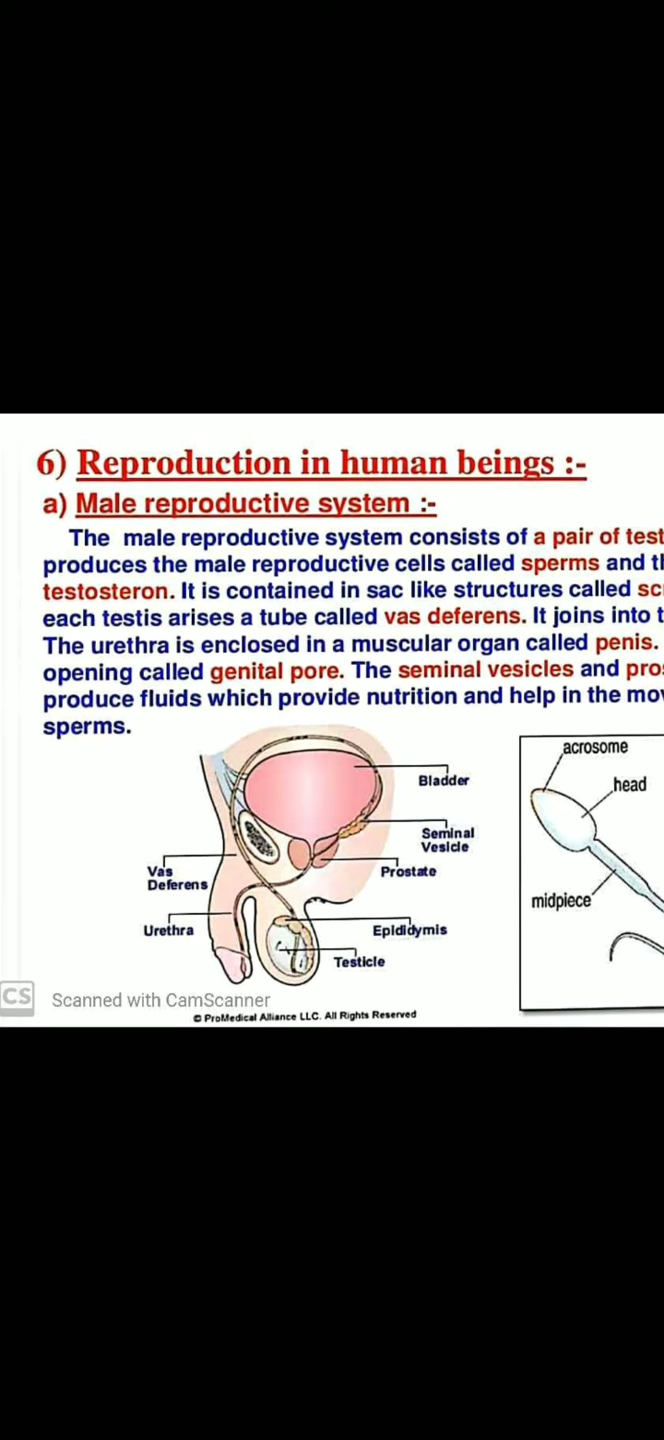 6) Reproduction in human beings :-
a) Male reproductive system :-
The male reproductive system consists of a pair of test
produces the male reproductive cells called sperms and th
testosteron. It is contained in sac like structures called sc
each testis arises a tube called vas deferens. It joins into t
The urethra is enclosed in a muscular organ called penis.
opening called genital pore. The seminal vesicles and pros
produce fluids which provide nutrition and help in the mov
sperms.
acrosome
head
midpiece
Bladder
Seminal
Vesicle
Prostate
Vas
Deferens
Urethra
Epididymis
Testicle
CS Scanned with CamScanner
© ProMedical Alliance LLC. All Rights Reserved